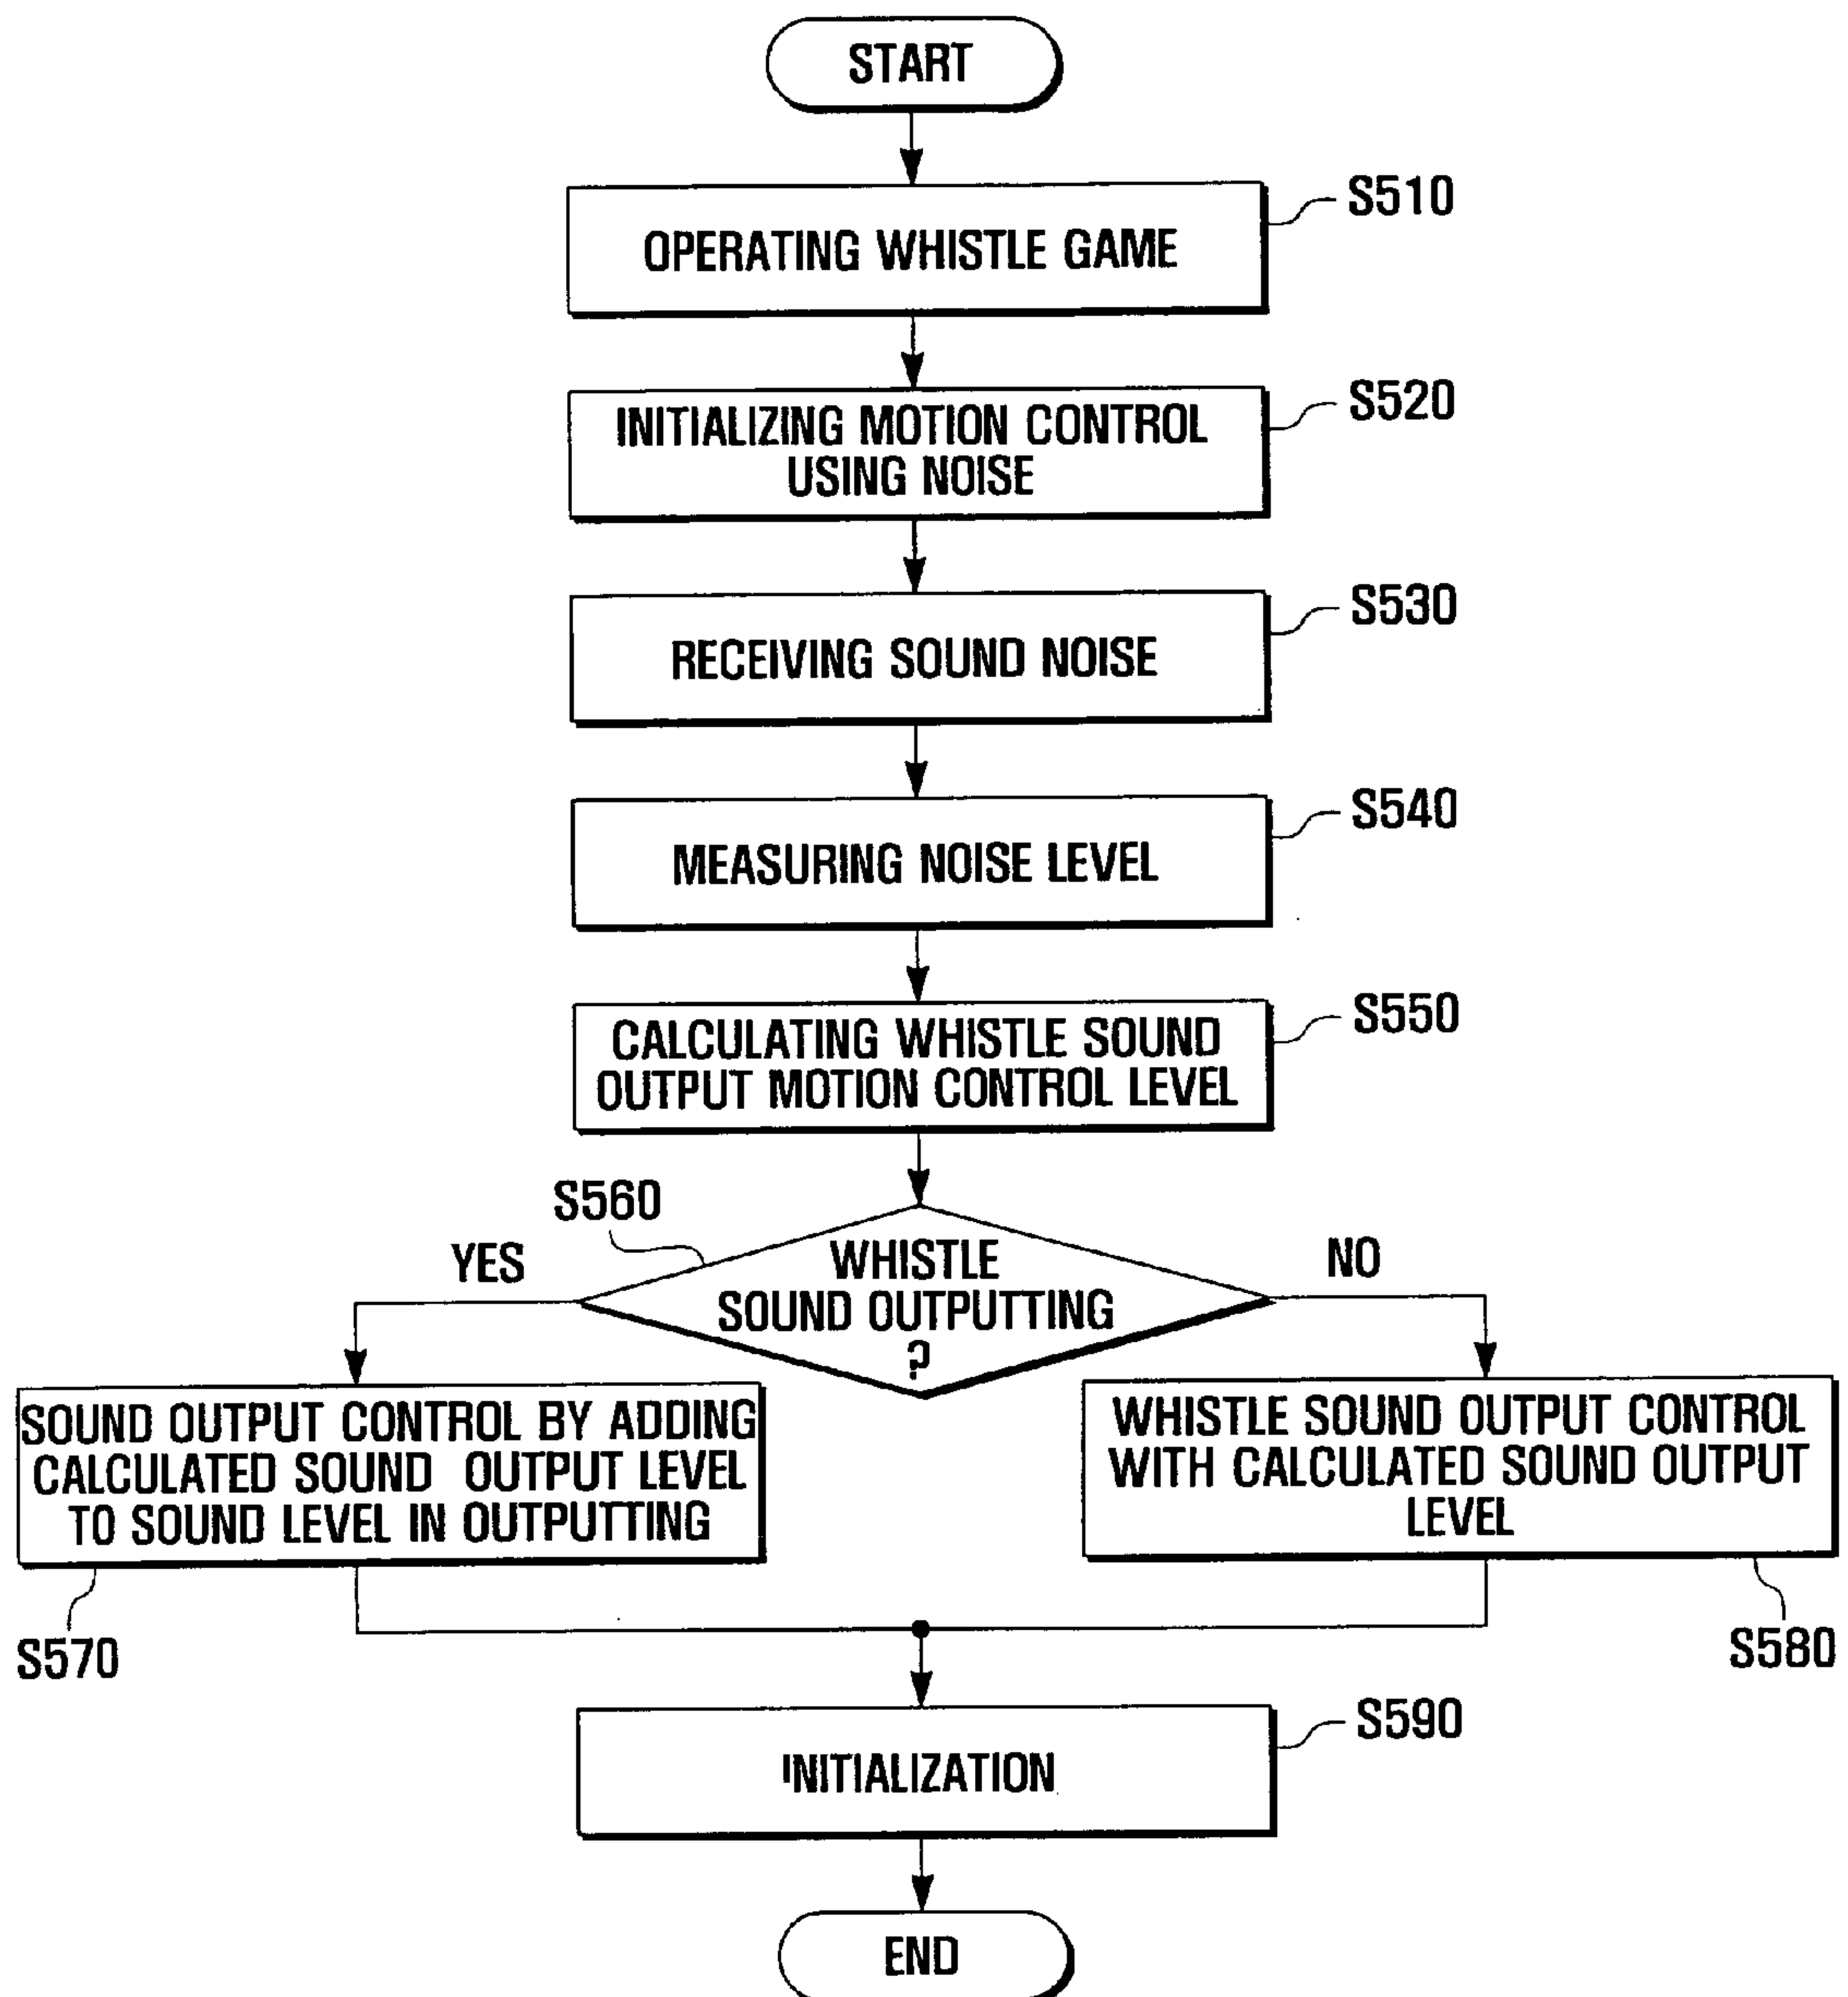 START
S510
OPERATING WHISTLE GAME
S520
INITIALIZING MOTION CONTROL
USING NOISE
S530
RECEIVING SOUND NOISE
S540
MEASURING NOISE LEVEL
S550
CALCULATING WHISTLE SOUND
OUTPUT MOTION CONTROL LEVEL
S560
YES
WHISTLE
SOUND OUTPUTTING
?
NO
SOUND OUTPUT CONTROL BY ADDING
CALCULATED SOUND OUTPUT LEVEL
TO SOUND LEVEL IN OUTPUTTING
S570
WHISTLE SOUND OUTPUT CONTROL
WITH CALCULATED SOUND OUTPUT
LEVEL
S580
S590
INITIALIZATION
END